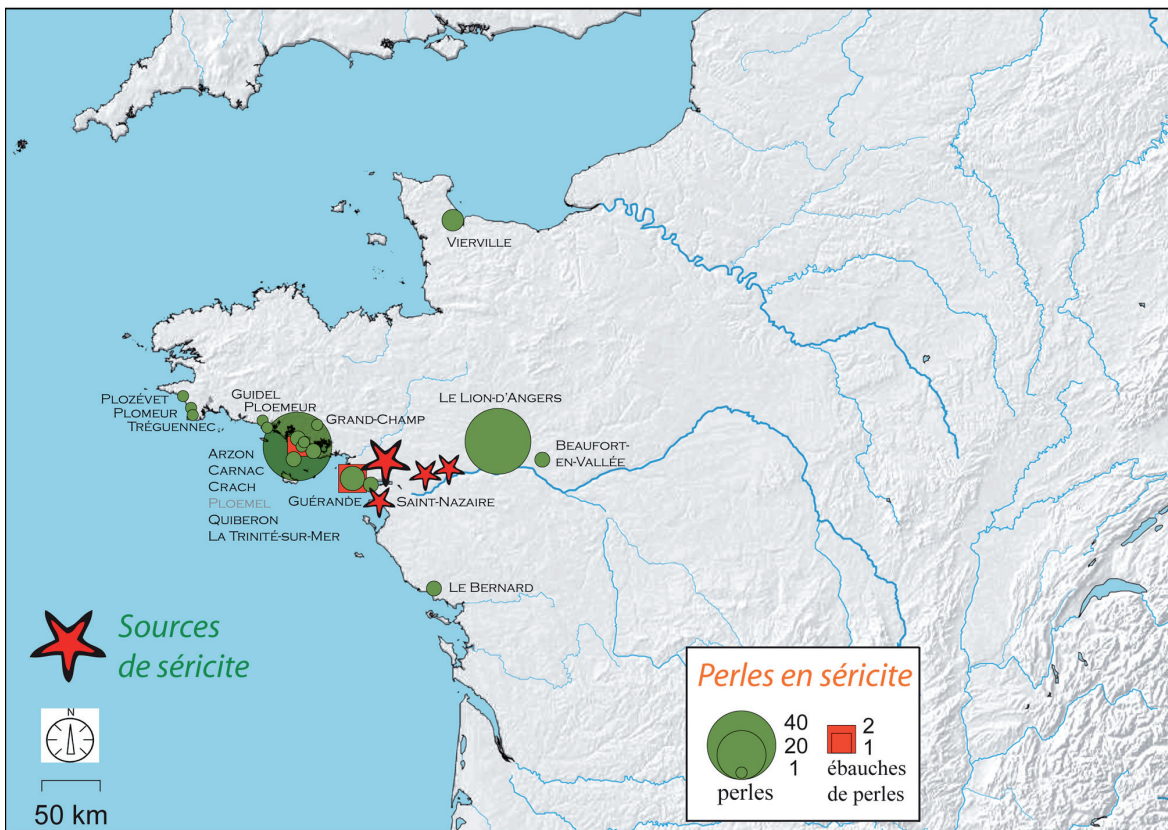 VIERVILLE
PLOZÉVET
PLOMEUR
TRÉGUENNEC
GUIDEL
PLOEMEUR
GRAND-CHAMP
LE LION-D'ANGERS
BEAUFORT-
EN-VALLÉE
ARZON
CARNAC
CRACH
PLOEMEL
QUIBERON
LA TRINITÉ-SUR-MER
GUÉRANDE
SAINT-NAZAIRE
LE BERNARD
Sources
de séricite
N
50 km
Perles en séricite
40
20
1
perles
2
1
ébauches
de perles